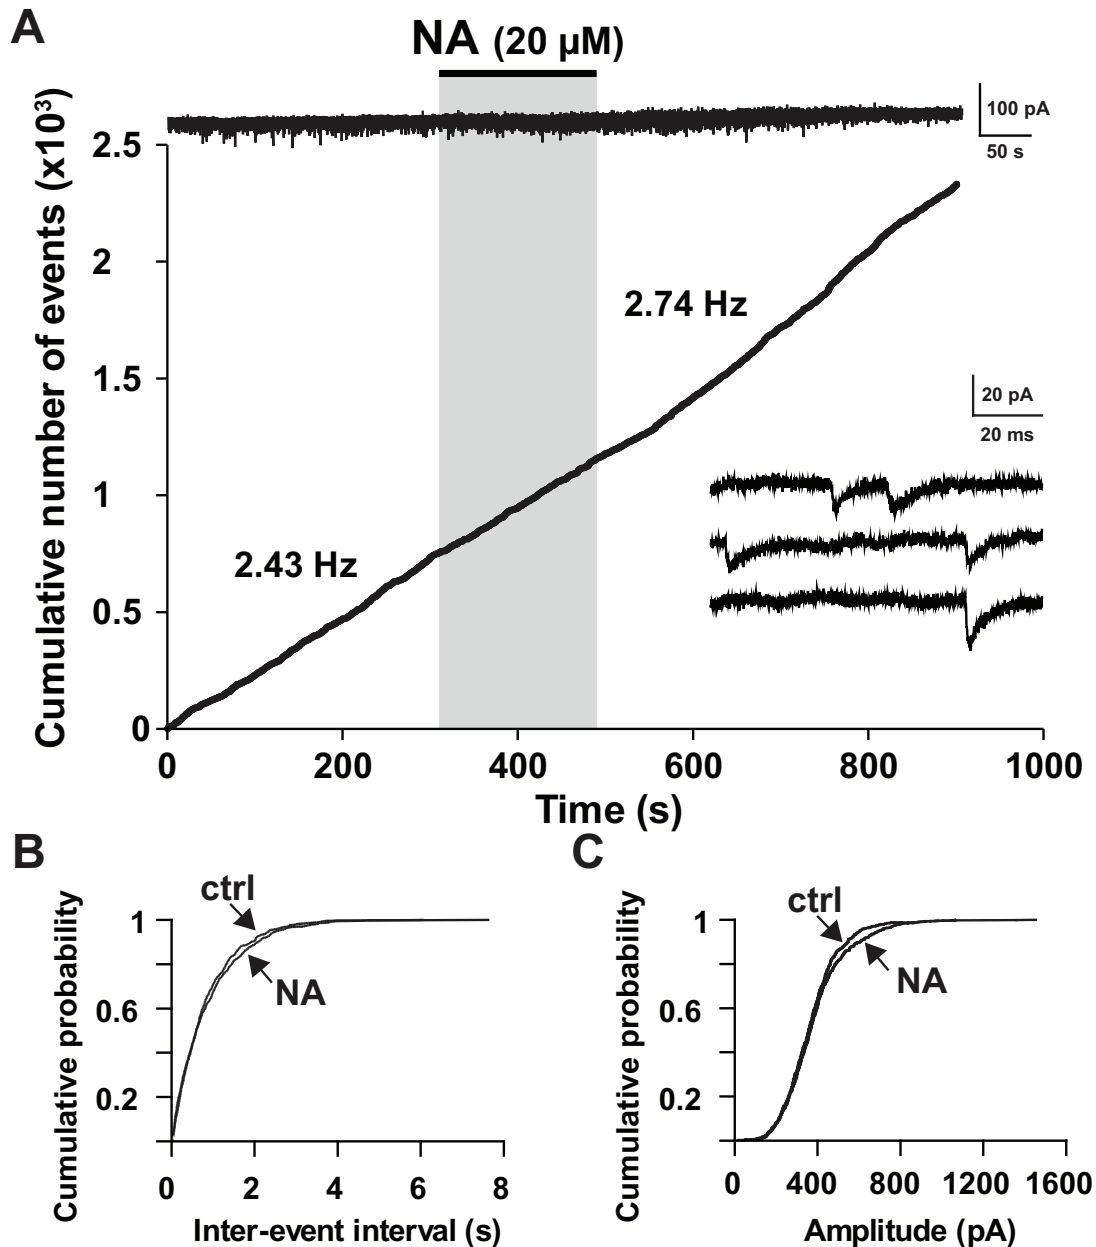 A
NA (20 µM)
100 pA
50 s
Cumulative number of events (x10³)
2.5
2
1.5
1
0.5
0
2.74 Hz
2.43 Hz
20 pA
20 ms
0 200 400 600 800 1000
Time (s)
B
Cumulative probability
1
0.6
0.2
ctrl
NA
0 2 4 6 8
Inter-event interval (s)
C
Cumulative probability
1
0.6
0.2
ctrl
NA
0 400 800 1200 1600
Amplitude (pA)